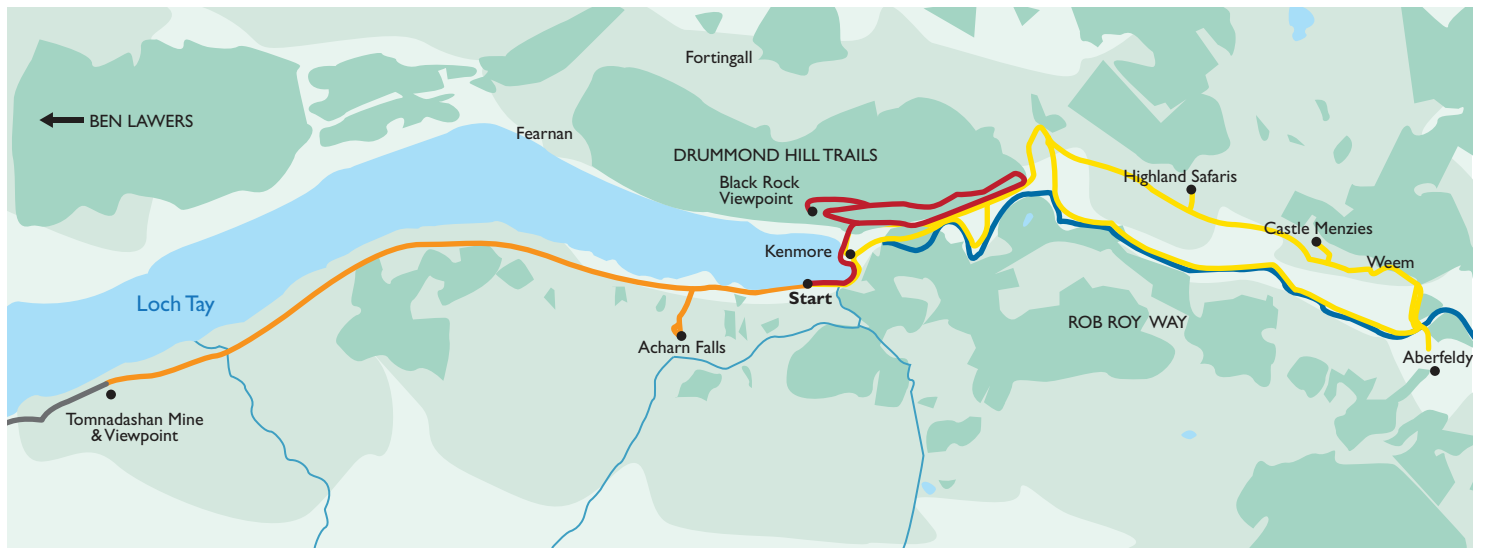 Fortingall
BEN LAWERS
Fearnan
DRUMMOND HILL TRAILS
Black Rock
Viewpoint
Highland Safaris
Castle Menzies
Kenmore
Weem
Start
Loch Tay
ROB ROY WAY
Acharn Falls
Aberfeldy
Tomnadashan Mine
& Viewpoint